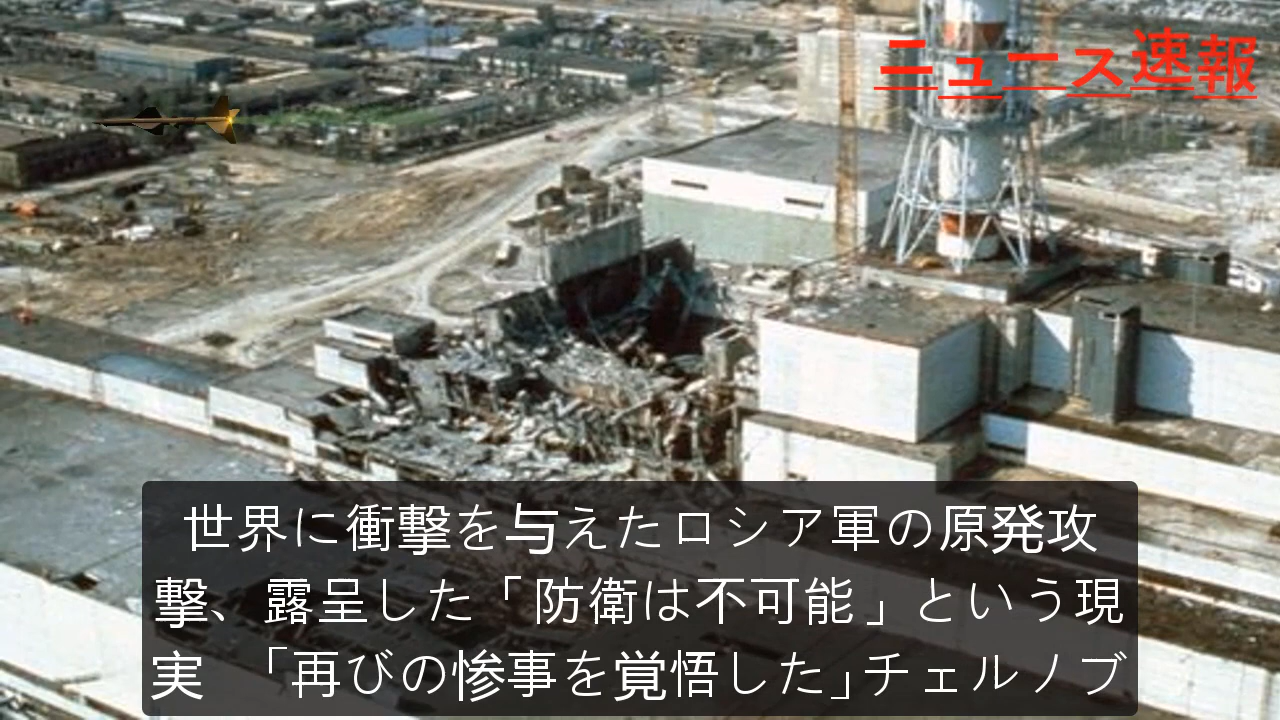 ニュース速報
世界に衝撃を与えたロシア軍の原発攻
撃、露呈した「防衛は不可能」という現
実 「再びの惨事を覚悟した」チェルノブ